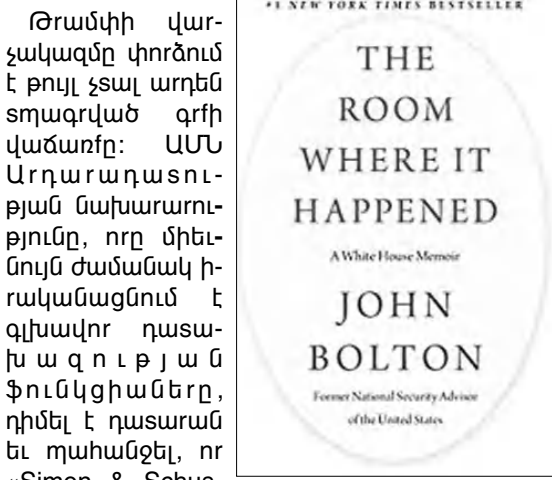 Թրամփի վար-
չակազմը փորձում
է թույլ չտալ արդեն
տպագրված գրքի
վաճառքը: ԱՄՆ
Արդարադատու-
թյան նախարարու-
թյունը, որը միեւ-
նույն ժամանակ ի-
րականացնում է
գլխավոր դատա-
խազության
ֆունկցիաները,
դիմել է դատարան
եւ պահանջել, որ
«Simon & Schus-
#1 NEW YORK TIMES BESTSELLER
THE
ROOM
WHERE IT
HAPPENED
A White House Memoir
JOHN
BOLTON
Former National Security Advisor
of the United States